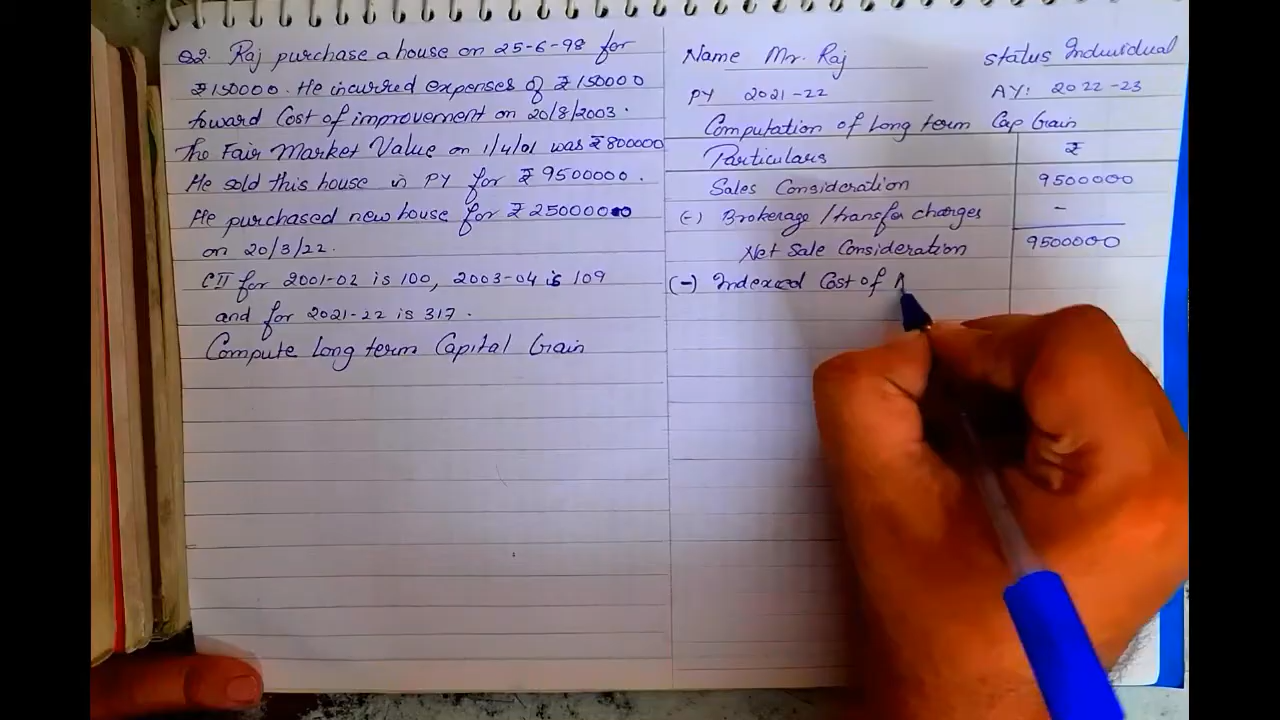 Q2. Raj purchase a house on 25-6-98 for
₹150000. He incurred expenses of ₹150000
toward Cost of improvement on 20/8/2003.
The Fair Market Value on 1/4/01 was ₹800000
He sold this house in PY for ₹9500000.
He purchased new house for ₹2500000
on 20/3/22.
CII for 2001-02 is 100, 2003-04 is 109
and for 2021-22 is 317.
Compute Long term Capital Gain
Name Mr. Raj status Individual
PY 2021-22 AY: 2022-23
Computation of Long term Cap Gain
Particulars ₹
Sales Consideration 9500000
(-) Brokerage / transfer charges -
Net Sale Consideration 9500000
(-) Indexed Cost of A